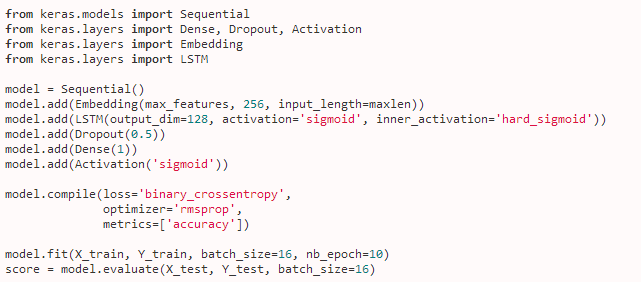 from keras.models import Sequential
from keras.layers import Dense, Dropout, Activation
from keras.layers import Embedding
from keras.layers import LSTM

model = Sequential()
model.add(Embedding(max_features, 256, input_length=maxlen))
model.add(LSTM(output_dim=128, activation='sigmoid', inner_activation='hard_sigmoid'))
model.add(Dropout(0.5))
model.add(Dense(1))
model.add(Activation('sigmoid'))

model.compile(loss='binary_crossentropy',
              optimizer='rmsprop',
              metrics=['accuracy'])

model.fit(X_train, Y_train, batch_size=16, nb_epoch=10)
score = model.evaluate(X_test, Y_test, batch_size=16)